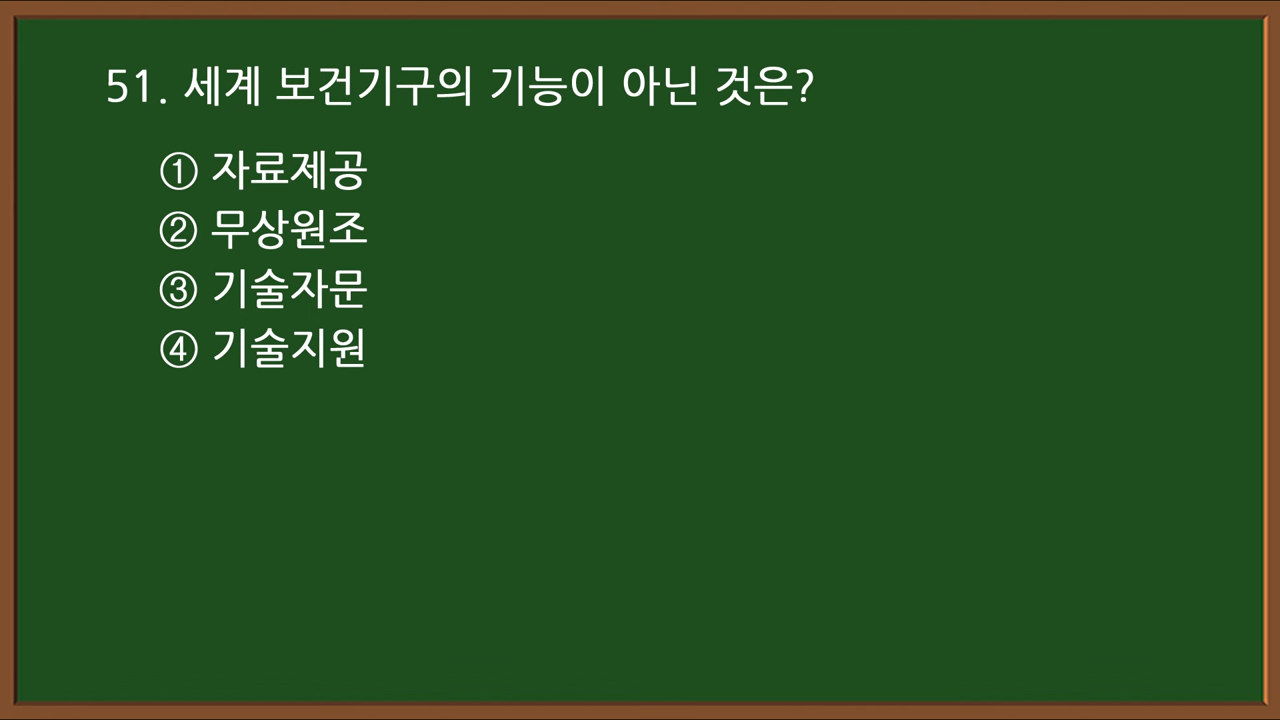 51. 세계 보건기구의 기능이 아닌 것은?
① 자료제공
② 무상원조
③ 기술자문
④ 기술지원